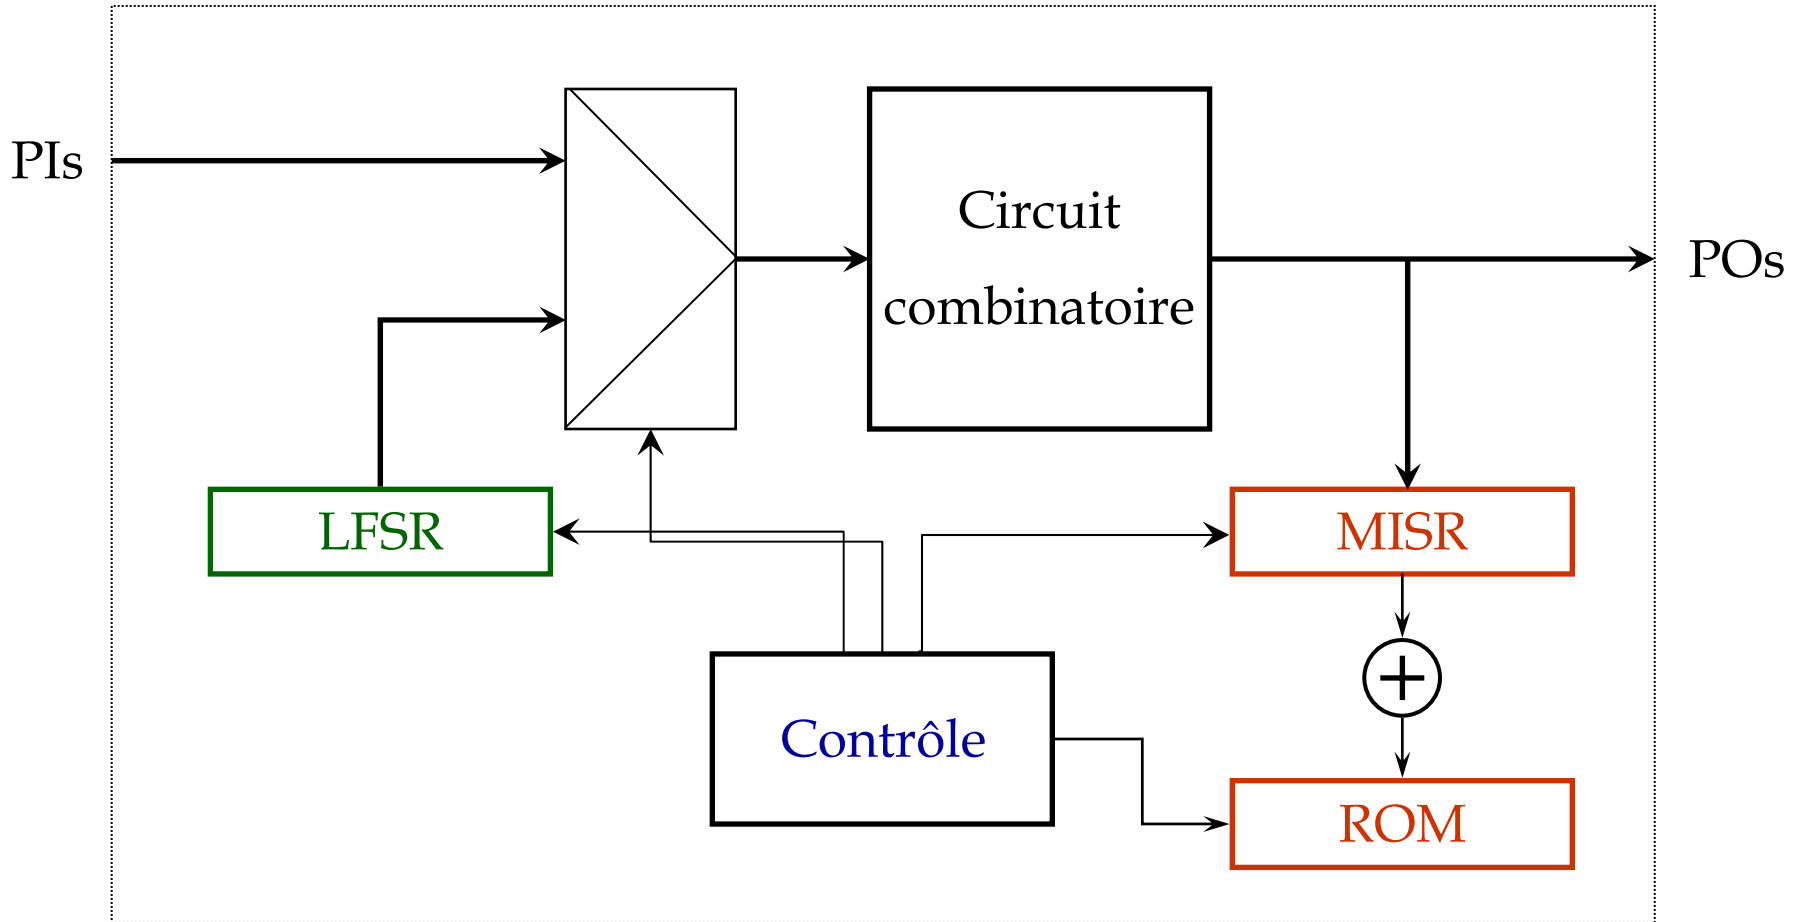 PIs
Circuit
combinatoire
POs
LFSR
MISR
Contrôle
ROM